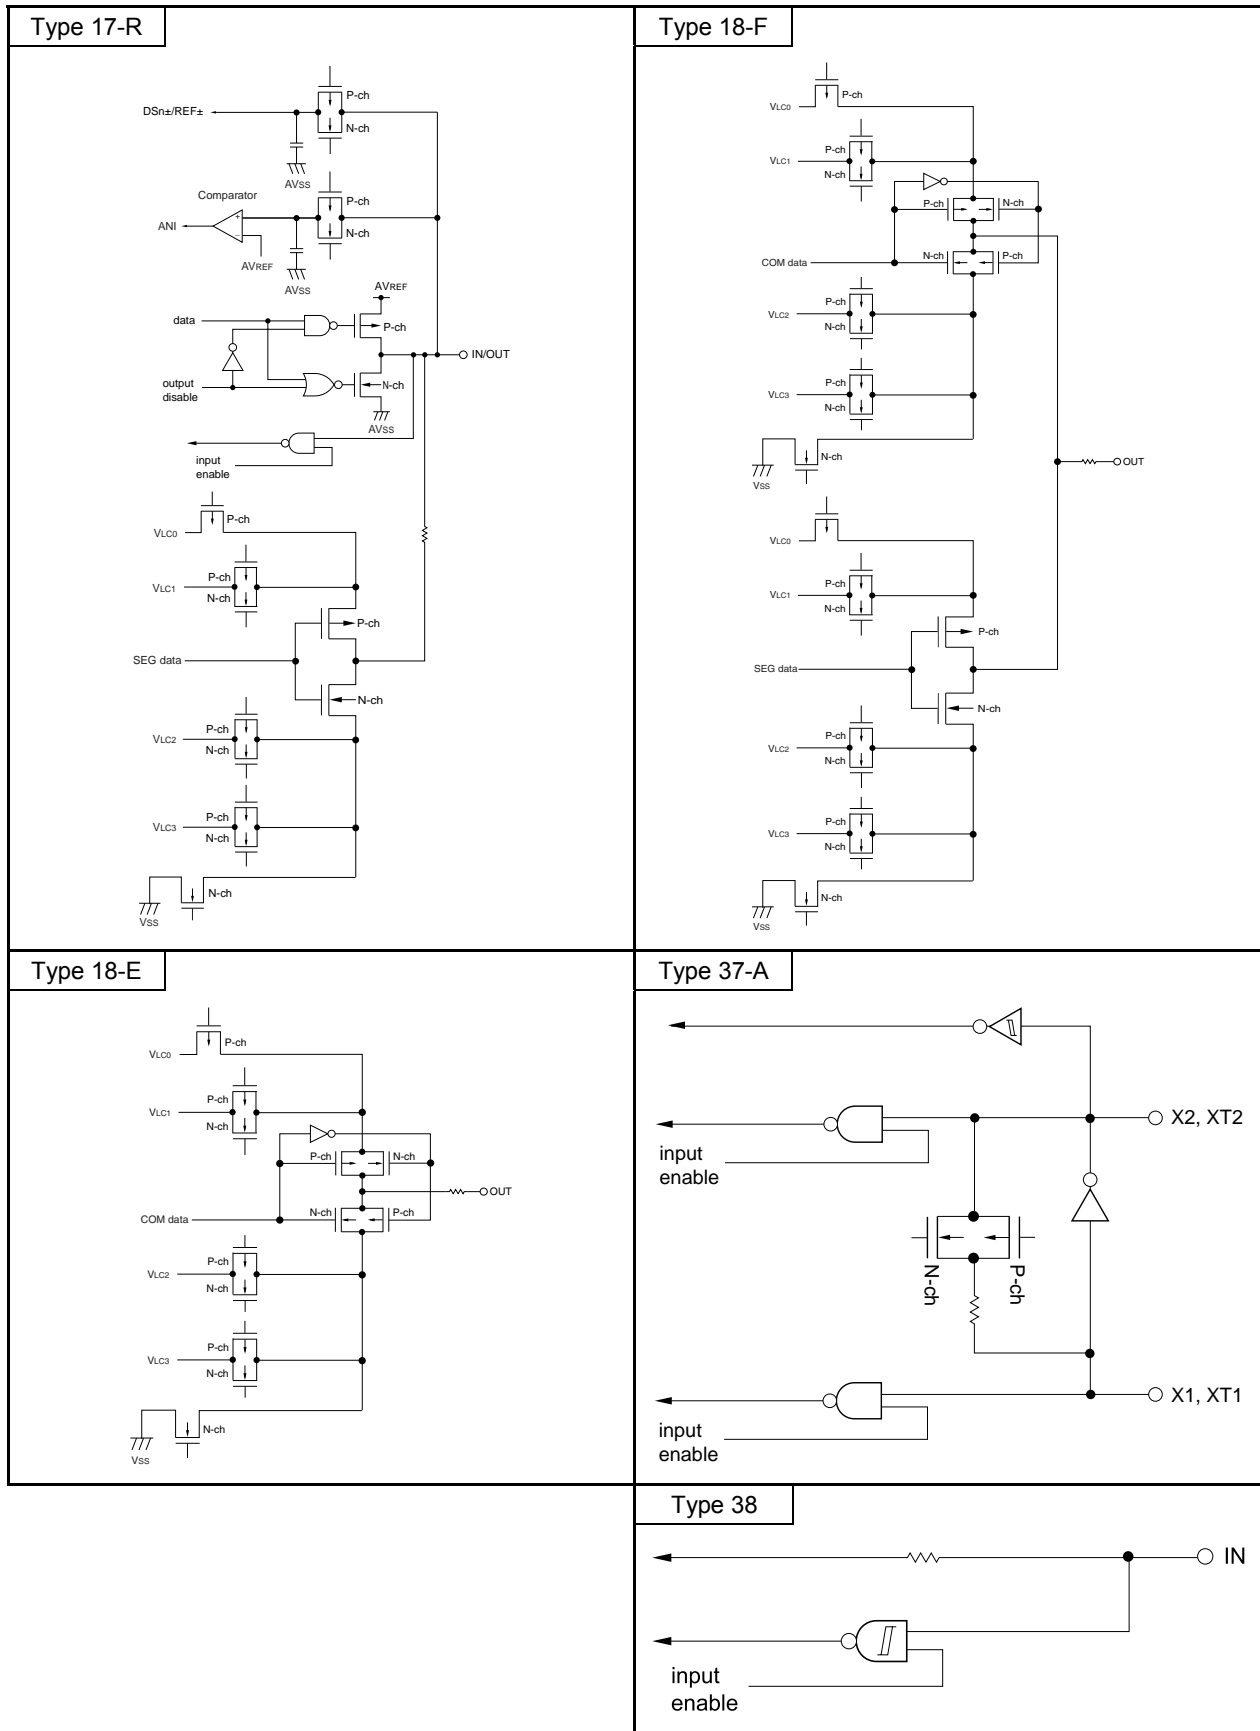 Type 17-R
P-ch
DSn±/REF±
N-ch
AVSS
Comparator
P-ch
ANI
+
−
N-ch
AVREF
AVSS
AVREF
data
P-ch
IN/OUT
output
disable
N-ch
AVSS
input
enable
P-ch
VLC0
P-ch
VLC1
N-ch
P-ch
SEG data
N-ch
P-ch
VLC2
N-ch
P-ch
VLC3
N-ch
N-ch
VSS
Type 18-F
P-ch
VLC0
P-ch
VLC1
N-ch
P-ch
N-ch
N-ch
P-ch
COM data
P-ch
VLC2
N-ch
P-ch
VLC3
N-ch
N-ch
OUT
VSS
P-ch
VLC0
P-ch
VLC1
N-ch
P-ch
SEG data
N-ch
P-ch
VLC2
N-ch
P-ch
VLC3
N-ch
N-ch
VSS
Type 18-E
P-ch
VLC0
P-ch
VLC1
N-ch
P-ch
N-ch
OUT
N-ch
P-ch
COM data
P-ch
VLC2
N-ch
P-ch
VLC3
N-ch
N-ch
VSS
Type 37-A
X2, XT2
input
enable
N-ch
P-ch
X1, XT1
input
enable
Type 38
IN
input
enable